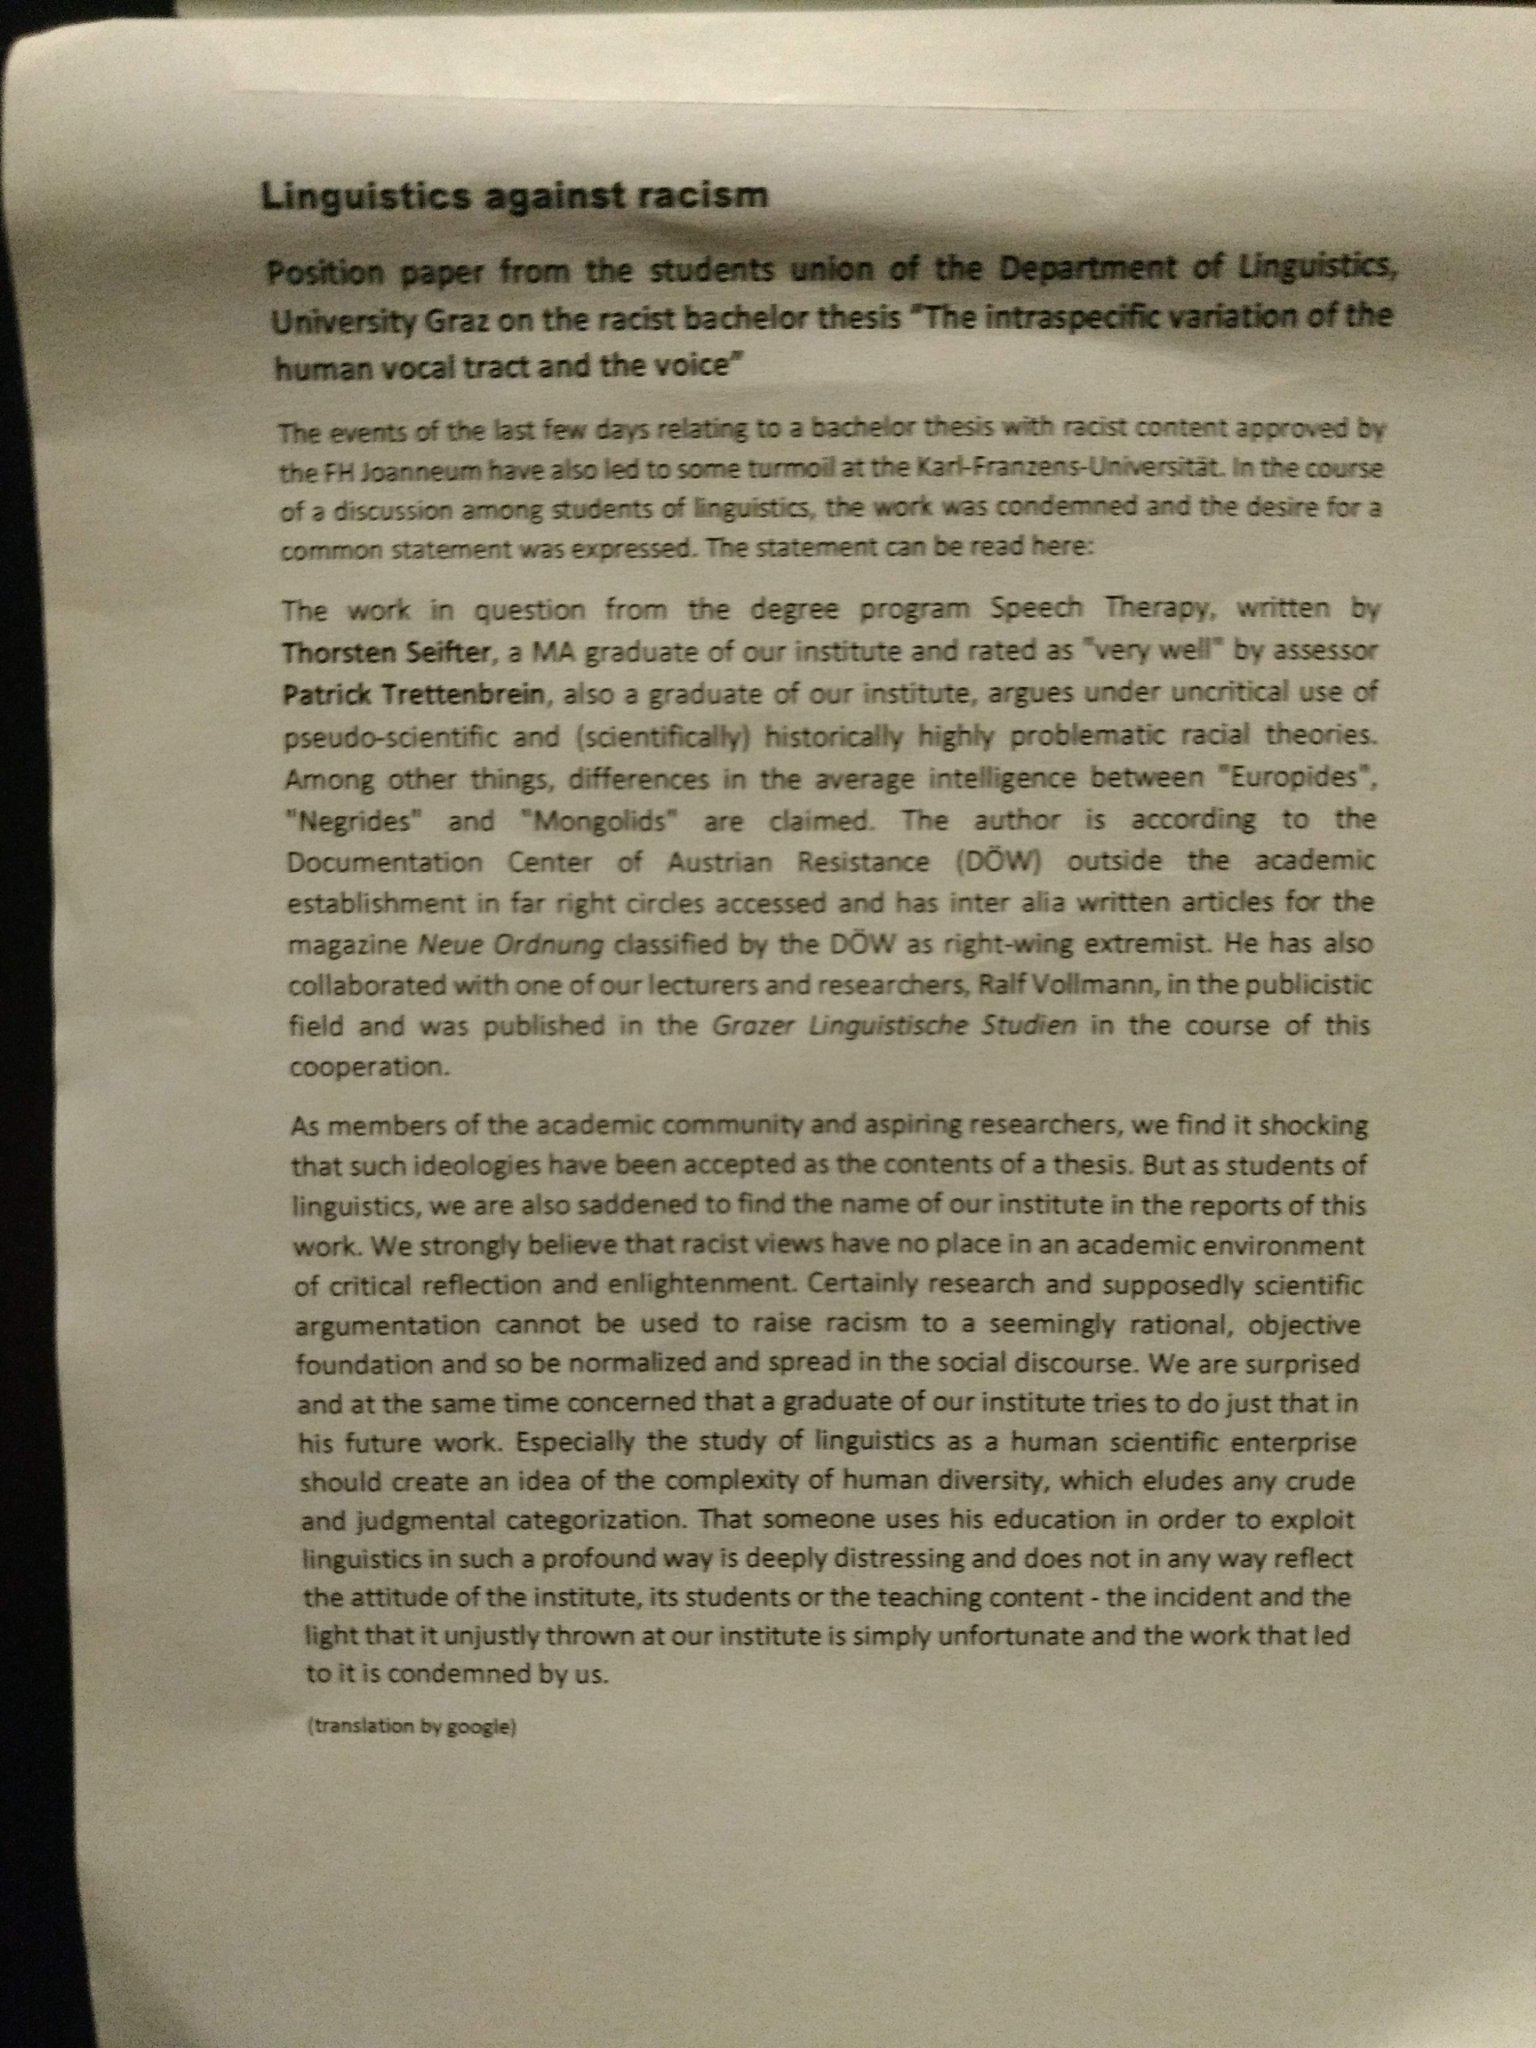 Linguistics against racism
Position paper from the students union of the Department of Linguistics,
University Graz on the racist bachelor thesis "The intraspecific variation of the
human vocal tract and the voice"
The events of the last few days relating to a bachelor thesis with racist content approved by
the FH Joanneum have also led to some turmoil at the Karl-Franzens-Universität. In the course
of a discussion among students of linguistics, the work was condemned and the desire for a
common statement was expressed. The statement can be read here:
The work in question from the degree program Speech Therapy, written by
Thorsten Seifter, a MA graduate of our institute and rated as "very well" by assessor
Patrick Trettenbrein, also a graduate of our institute, argues under uncritical use of
pseudo-scientific and (scientifically) historically highly problematic racial theories.
Among other things, differences in the average intelligence between "Europides",
"Negrides" and "Mongolids" are claimed. The author is according to the
Documentation Center of Austrian Resistance (DÖW) outside the academic
establishment in far right circles accessed and has inter alia written articles for the
magazine Neue Ordnung classified by the DÖW as right-wing extremist. He has also
collaborated with one of our lecturers and researchers, Ralf Vollmann, in the publicistic
field and was published in the Grazer Linguistische Studien in the course of this
cooperation.
As members of the academic community and aspiring researchers, we find it shocking
that such ideologies have been accepted as the contents of a thesis. But as students of
linguistics, we are also saddened to find the name of our institute in the reports of this
work. We strongly believe that racist views have no place in an academic environment
of critical reflection and enlightenment. Certainly research and supposedly scientific
argumentation cannot be used to raise racism to a seemingly rational, objective
foundation and so be normalized and spread in the social discourse. We are surprised
and at the same time concerned that a graduate of our institute tries to do just that in
his future work. Especially the study of linguistics as a human scientific enterprise
should create an idea of the complexity of human diversity, which eludes any crude
and judgmental categorization. That someone uses his education in order to exploit
linguistics in such a profound way is deeply distressing and does not in any way reflect
the attitude of the institute, its students or the teaching content - the incident and the
light that it unjustly thrown at our institute is simply unfortunate and the work that led
to it is condemned by us.
(translation by google)